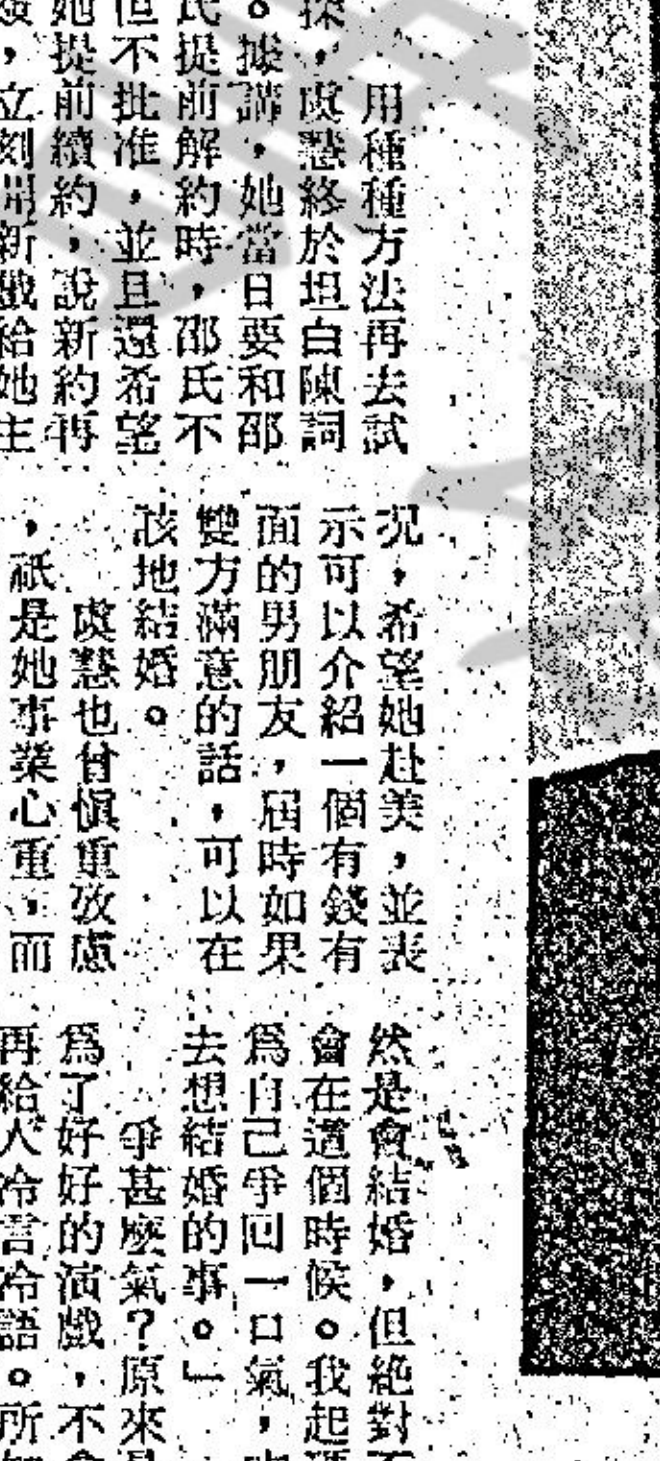 用種種方法再去試
探，虞慧終於坦白陳詞
。據講，她當日要和邵
氏提前解約時，邵氏不
但不批准，並且還希望
她提前續約，說新約再
，立刻開新戲給她主
況，希望她赴美，並表
示可以介紹一個有錢有
面的男朋友，屆時如果
雙方滿意的話，可以在
該地結婚。
虞慧也曾慎重攷慮
，祇是她事業心重，而
然是會結婚，但絕對不
會在這個時候。我起碼
爲自己爭回一口氣，
去想結婚的事。」
爭甚麽氣？原來是
爲了好好的演戲，不會
再給人冷言冷語。所